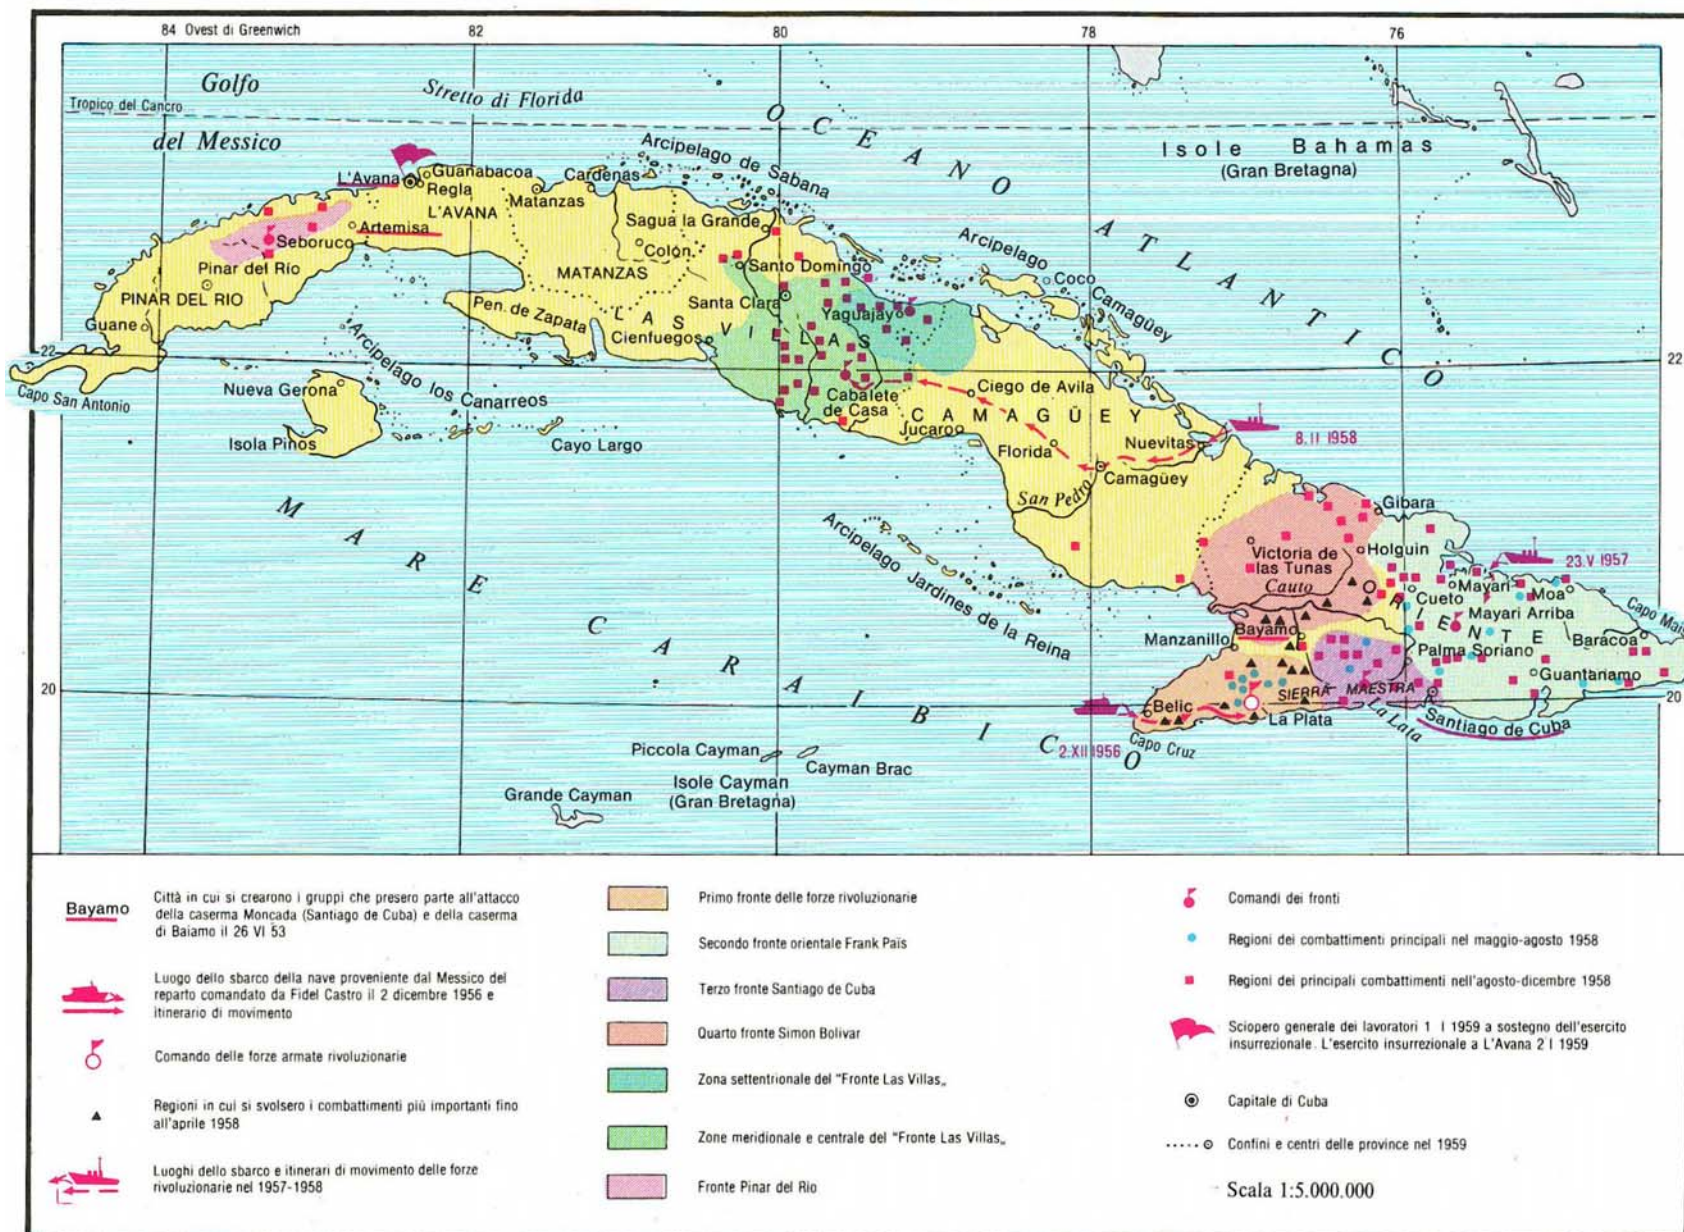 84 Ovest di Greenwich
82
80
78
76
Golfo
del Messico
Stretto di Florida
Tropico del Cancro
OCEANO ATLANTICO
Isole Bahamas
(Gran Bretagna)
Arcipelago de Sabana
L'Avana
Guanabacoa
Regla
L'AVANA
Matanzas
Cardenas
Artemisa
Seboruco
Pinar del Río
PINAR DEL RIO
Guane
Sagua la Grande
Colón
MATANZAS
Santo Domingo
Santa Clara
Pen. de Zapata
LAS VILLAS
Cienfuegos
Yaguajay
Arcipelago Camagüey
Coco
22
22
Capo San Antonio
Nueva Gerona
Isola Pinos
Arcipelago los Canarreos
Cayo Largo
Cabalete
de Casa
Ciego de Avila
CAMAGÜEY
Jucaro
Florida
Nuevitas
8.II 1958
Camagüey
San Pedro
Arcipelago Jardines de la Reina
MARE CARAIBICO
Gibara
Victoria de
las Tunas
Holguin
Cauto
23.V 1957
Cueto
Mayari
Moa
Mayari Arriba
ORIENTE
Capo Maisi
Baracoa
Manzanillo
Bayamo
Palma Soriano
Guantanamo
20
20
SIERRA MAESTRA
Belic
La Plata
La Lata
Santiago de Cuba
2.XII 1956
Capo Cruz
Piccola Cayman
Cayman Brac
Isole Cayman
(Gran Bretagna)
Grande Cayman
Bayamo
Città in cui si crearono i gruppi che presero parte all'attacco
della caserma Moncada (Santiago de Cuba) e della caserma
di Baiamo il 26 VI 53
Luogo dello sbarco della nave proveniente dal Messico del
reparto comandato da Fidel Castro il 2 dicembre 1956 e
itinerario di movimento
Comando delle forze armate rivoluzionarie
Regioni in cui si svolsero i combattimenti più importanti fino
all'aprile 1958
Luoghi dello sbarco e itinerari di movimento delle forze
rivoluzionarie nel 1957-1958
Primo fronte delle forze rivoluzionarie
Secondo fronte orientale Frank Païs
Terzo fronte Santiago de Cuba
Quarto fronte Simon Bolivar
Zona settentrionale del "Fronte Las Villas„
Zone meridionale e centrale del "Fronte Las Villas„
Fronte Pinar del Rio
Comandi dei fronti
Regioni dei combattimenti principali nel maggio-agosto 1958
Regioni dei principali combattimenti nell'agosto-dicembre 1958
Sciopero generale dei lavoratori 1 I 1959 a sostegno dell'esercito
insurrezionale. L'esercito insurrezionale a L'Avana 2 I 1959
Capitale di Cuba
Confini e centri delle province nel 1959
Scala 1:5.000.000